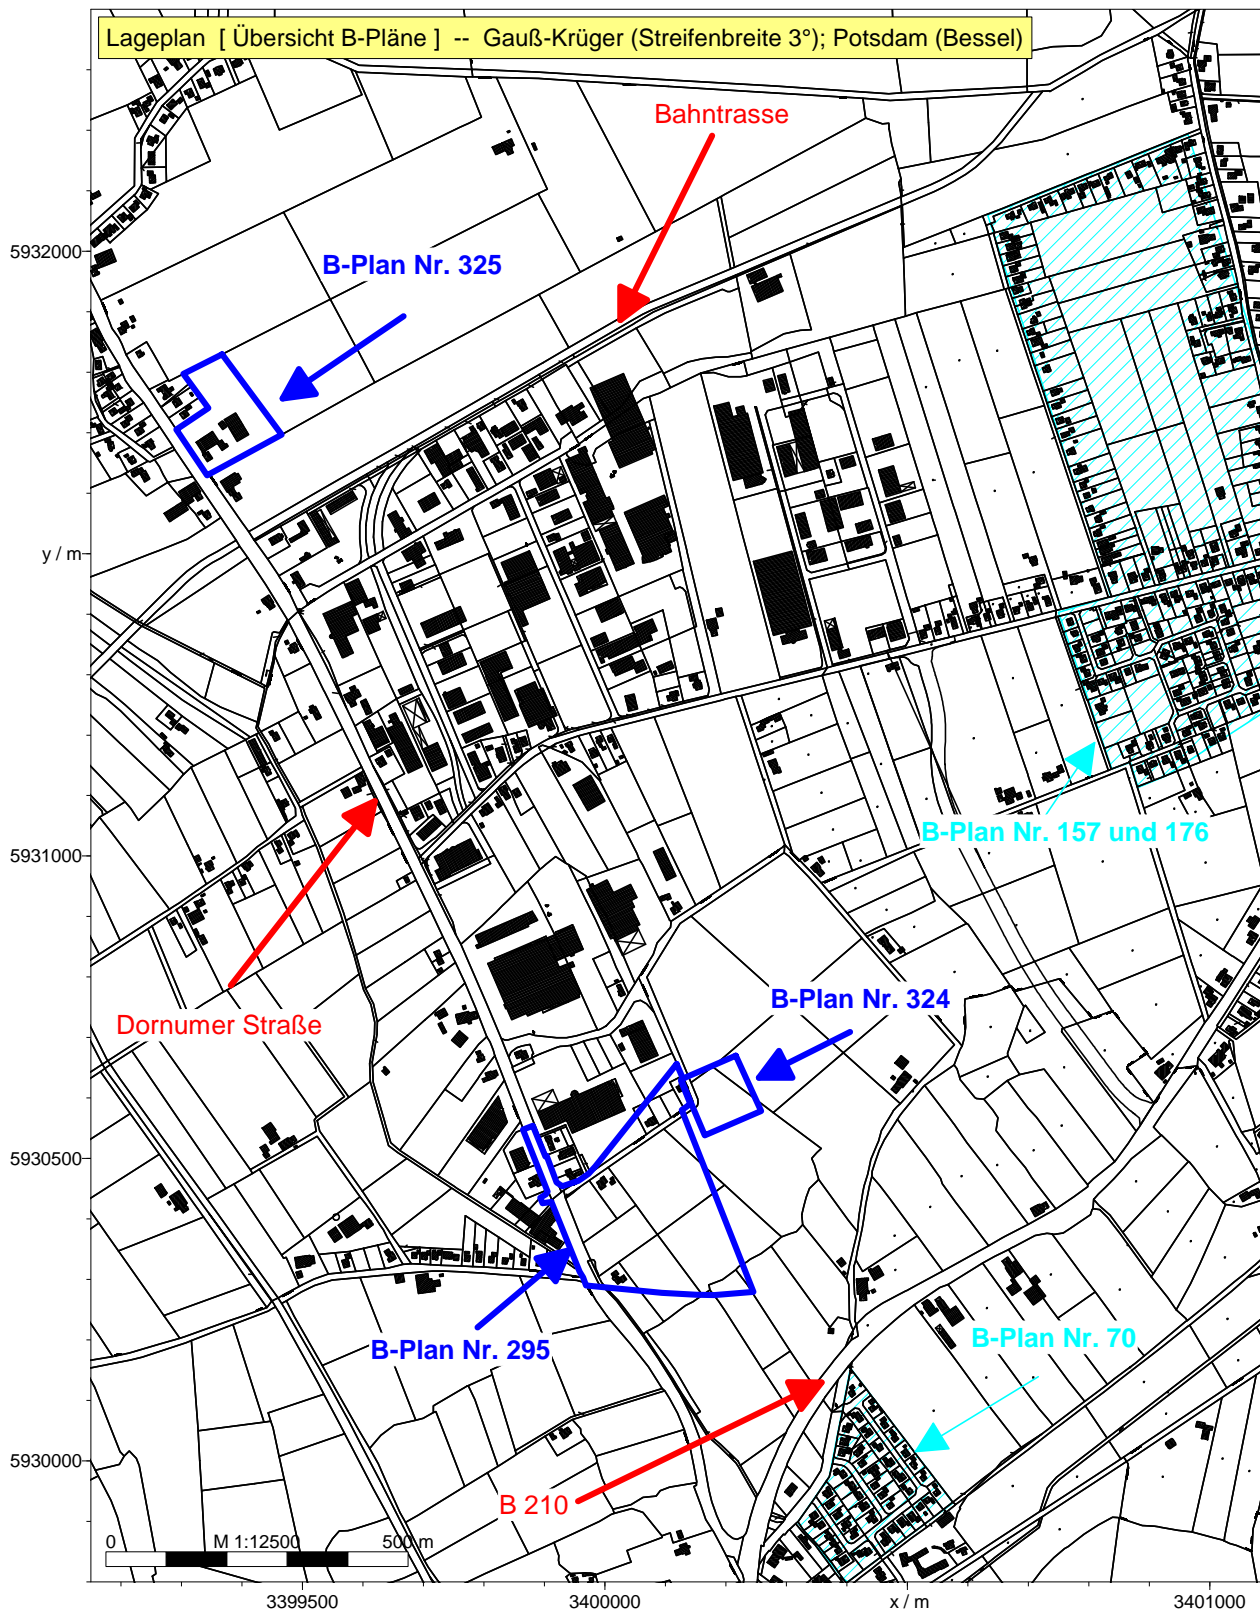 Lageplan [ Übersicht B-Pläne ] -- Gauß-Krüger (Streifenbreite 3°); Potsdam (Bessel)
Bahntrasse
5932000
B-Plan Nr. 325
y / m
B-Plan Nr. 157 und 176
5931000
B-Plan Nr. 324
Dornumer Straße
5930500
B-Plan Nr. 295
B-Plan Nr. 70
5930000
B 210
0 M 1:12500 500 m
3399500 3400000 x / m 3401000